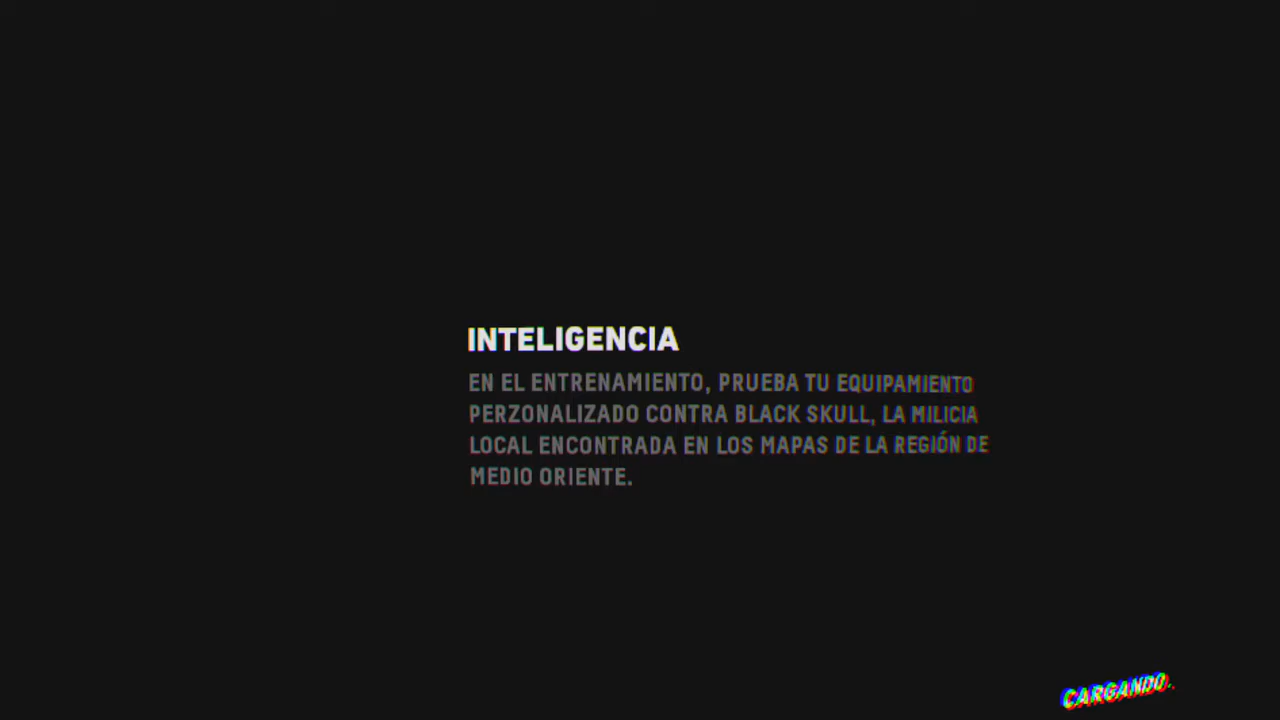 INTELIGENCIA
EN EL ENTRENAMIENTO, PRUEBA TU EQUIPAMIENTO
PERZONALIZADO CONTRA BLACK SKULL, LA MILICIA
LOCAL ENCONTRADA EN LOS MAPAS DE LA REGIÓN DE
MEDIO ORIENTE.
CARGANDO..